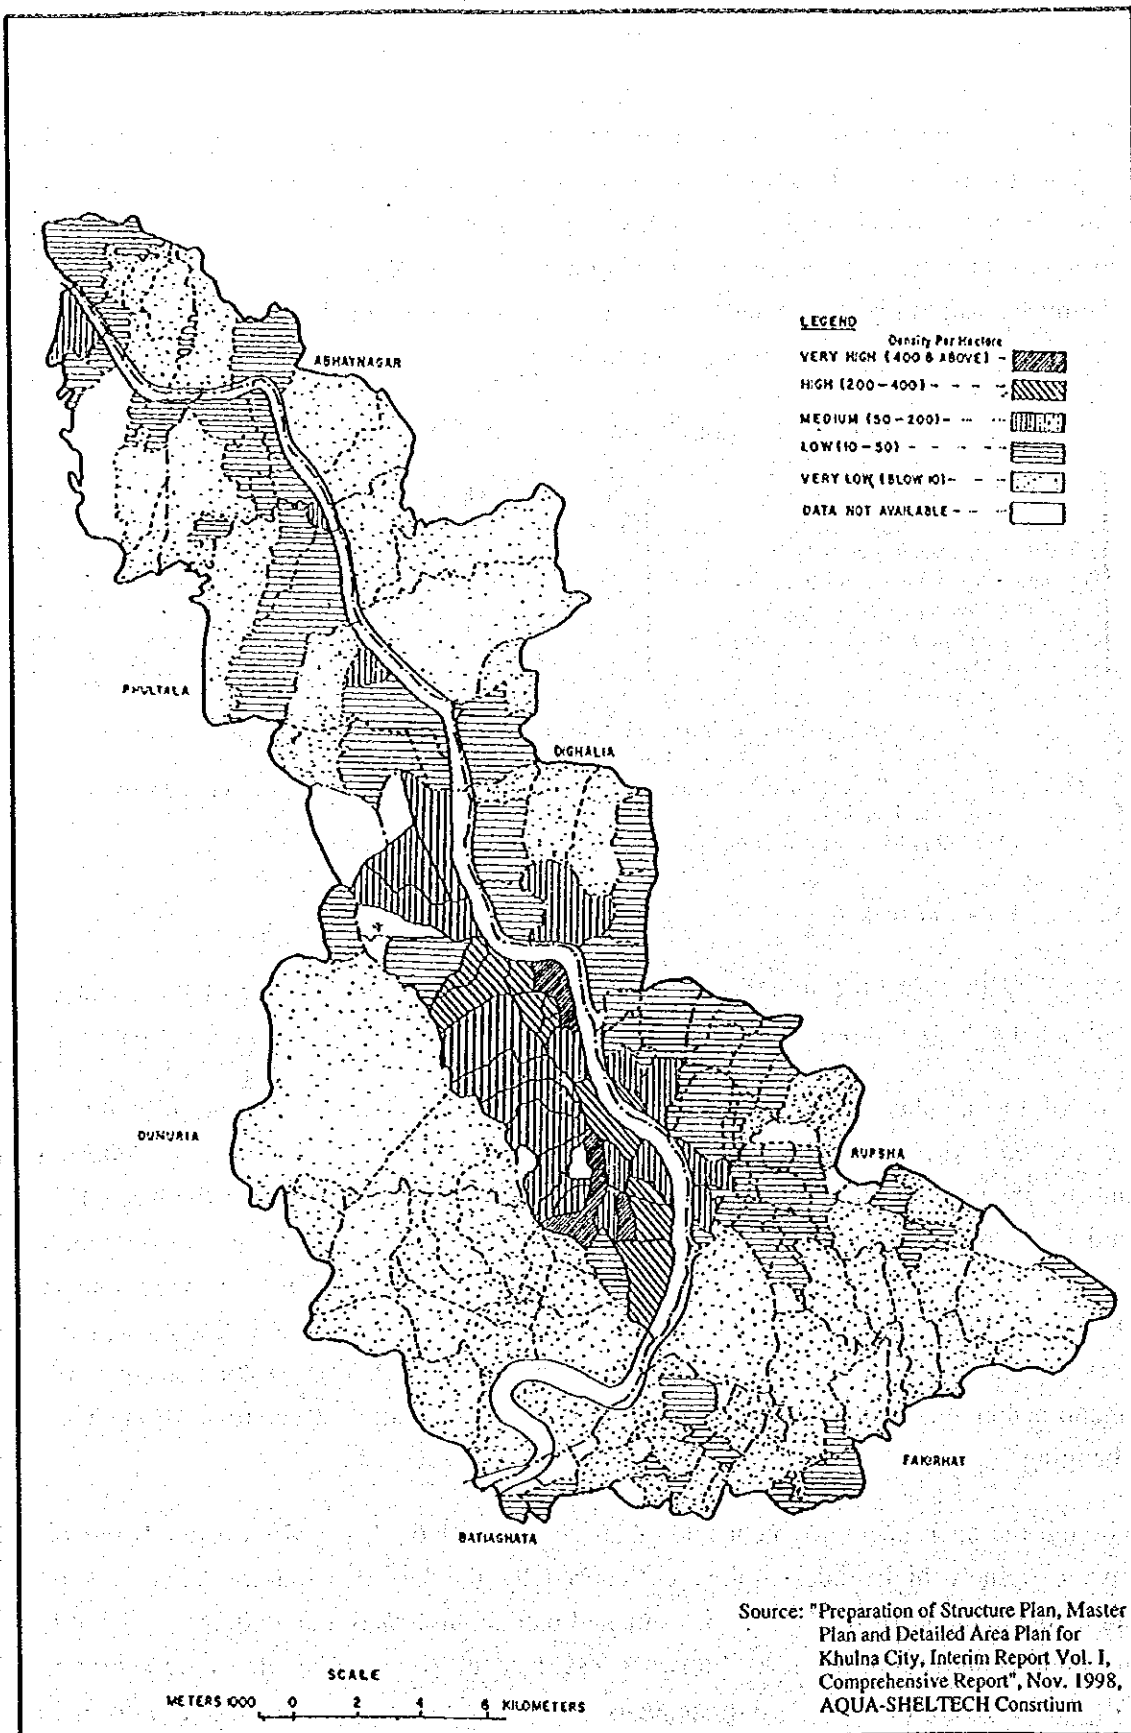 LEGEND
Density Per Hectare
VERY HIGH (400 & ABOVE) -
HIGH (200-400) - - - -
MEDIUM (50-200) - -- --
LOW (10-50) - - - - -
VERY LOW (BLOW 10) - - -
DATA NOT AVAILABLE - - --
ABHAYNAGAR
PHULTALA
DIGHALIA
DUMURIA
RUPSHA
FAKIRHAT
BATIAGHATA
Source: "Preparation of Structure Plan, Master
Plan and Detailed Area Plan for
Khulna City, Interim Report Vol. I,
Comprehensive Report", Nov. 1998,
AQUA-SHELTECH Consrtium
SCALE
METERS 1000 0 2 4 6 KILOMETERS